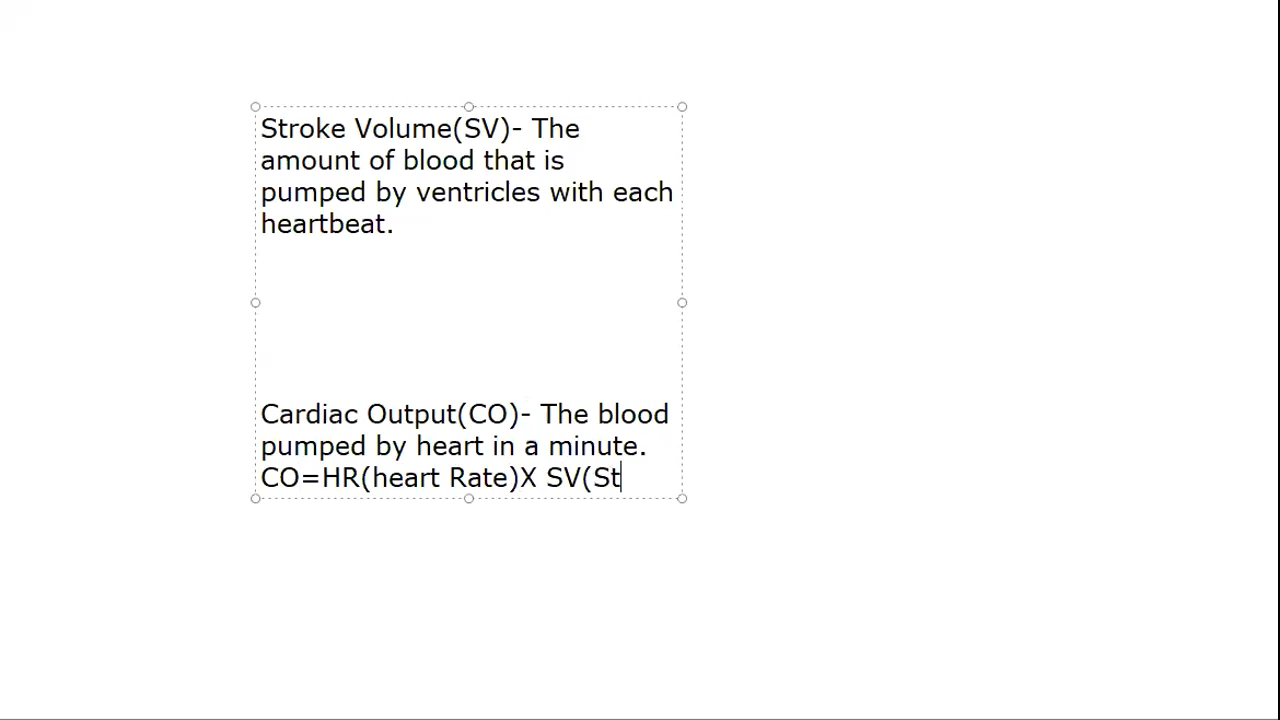 Stroke Volume(SV)- The
amount of blood that is
pumped by ventricles with each
heartbeat.
Cardiac Output(CO)- The blood
pumped by heart in a minute.
CO=HR(heart Rate)X SV(St